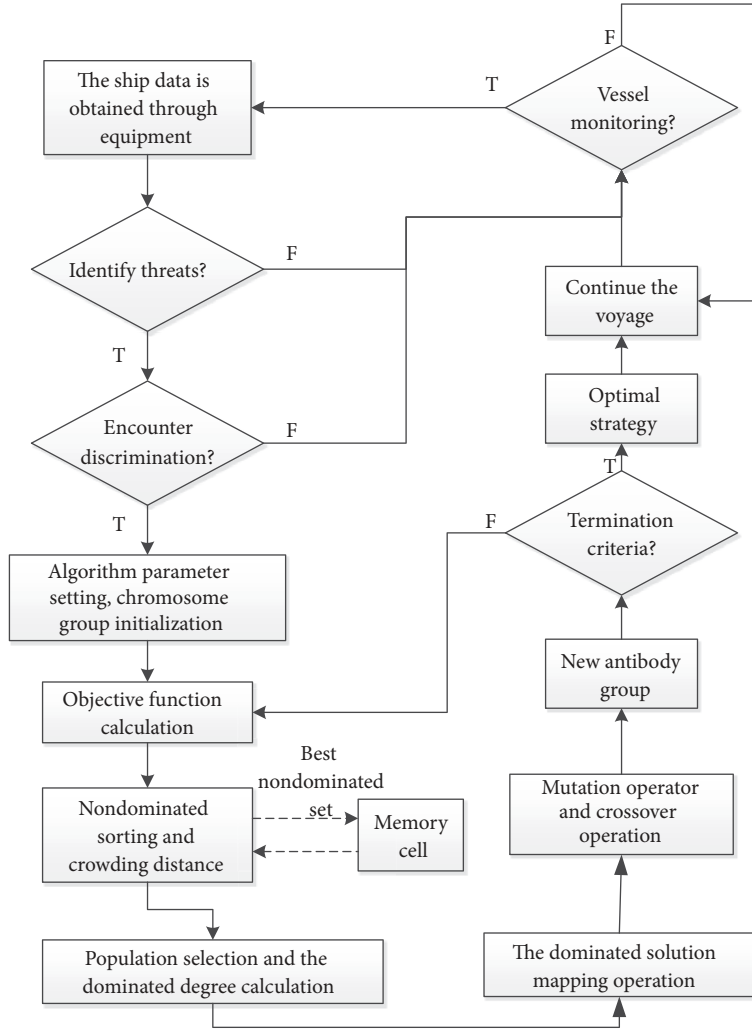 F
The ship data is
obtained through
equipment
T
Vessel
monitoring?
Identify threats?
F
Continue the
voyage
T
Optimal
strategy
Encounter
discrimination?
F
T
T
F
Termination
criteria?
Algorithm parameter
setting, chromosome
group initialization
New antibody
group
Objective function
calculation
Best
nondominated
set
Nondominated
sorting and
crowding distance
Memory
cell
Mutation operator
and crossover
operation
Population selection and the
dominated degree calculation
The dominated solution
mapping operation